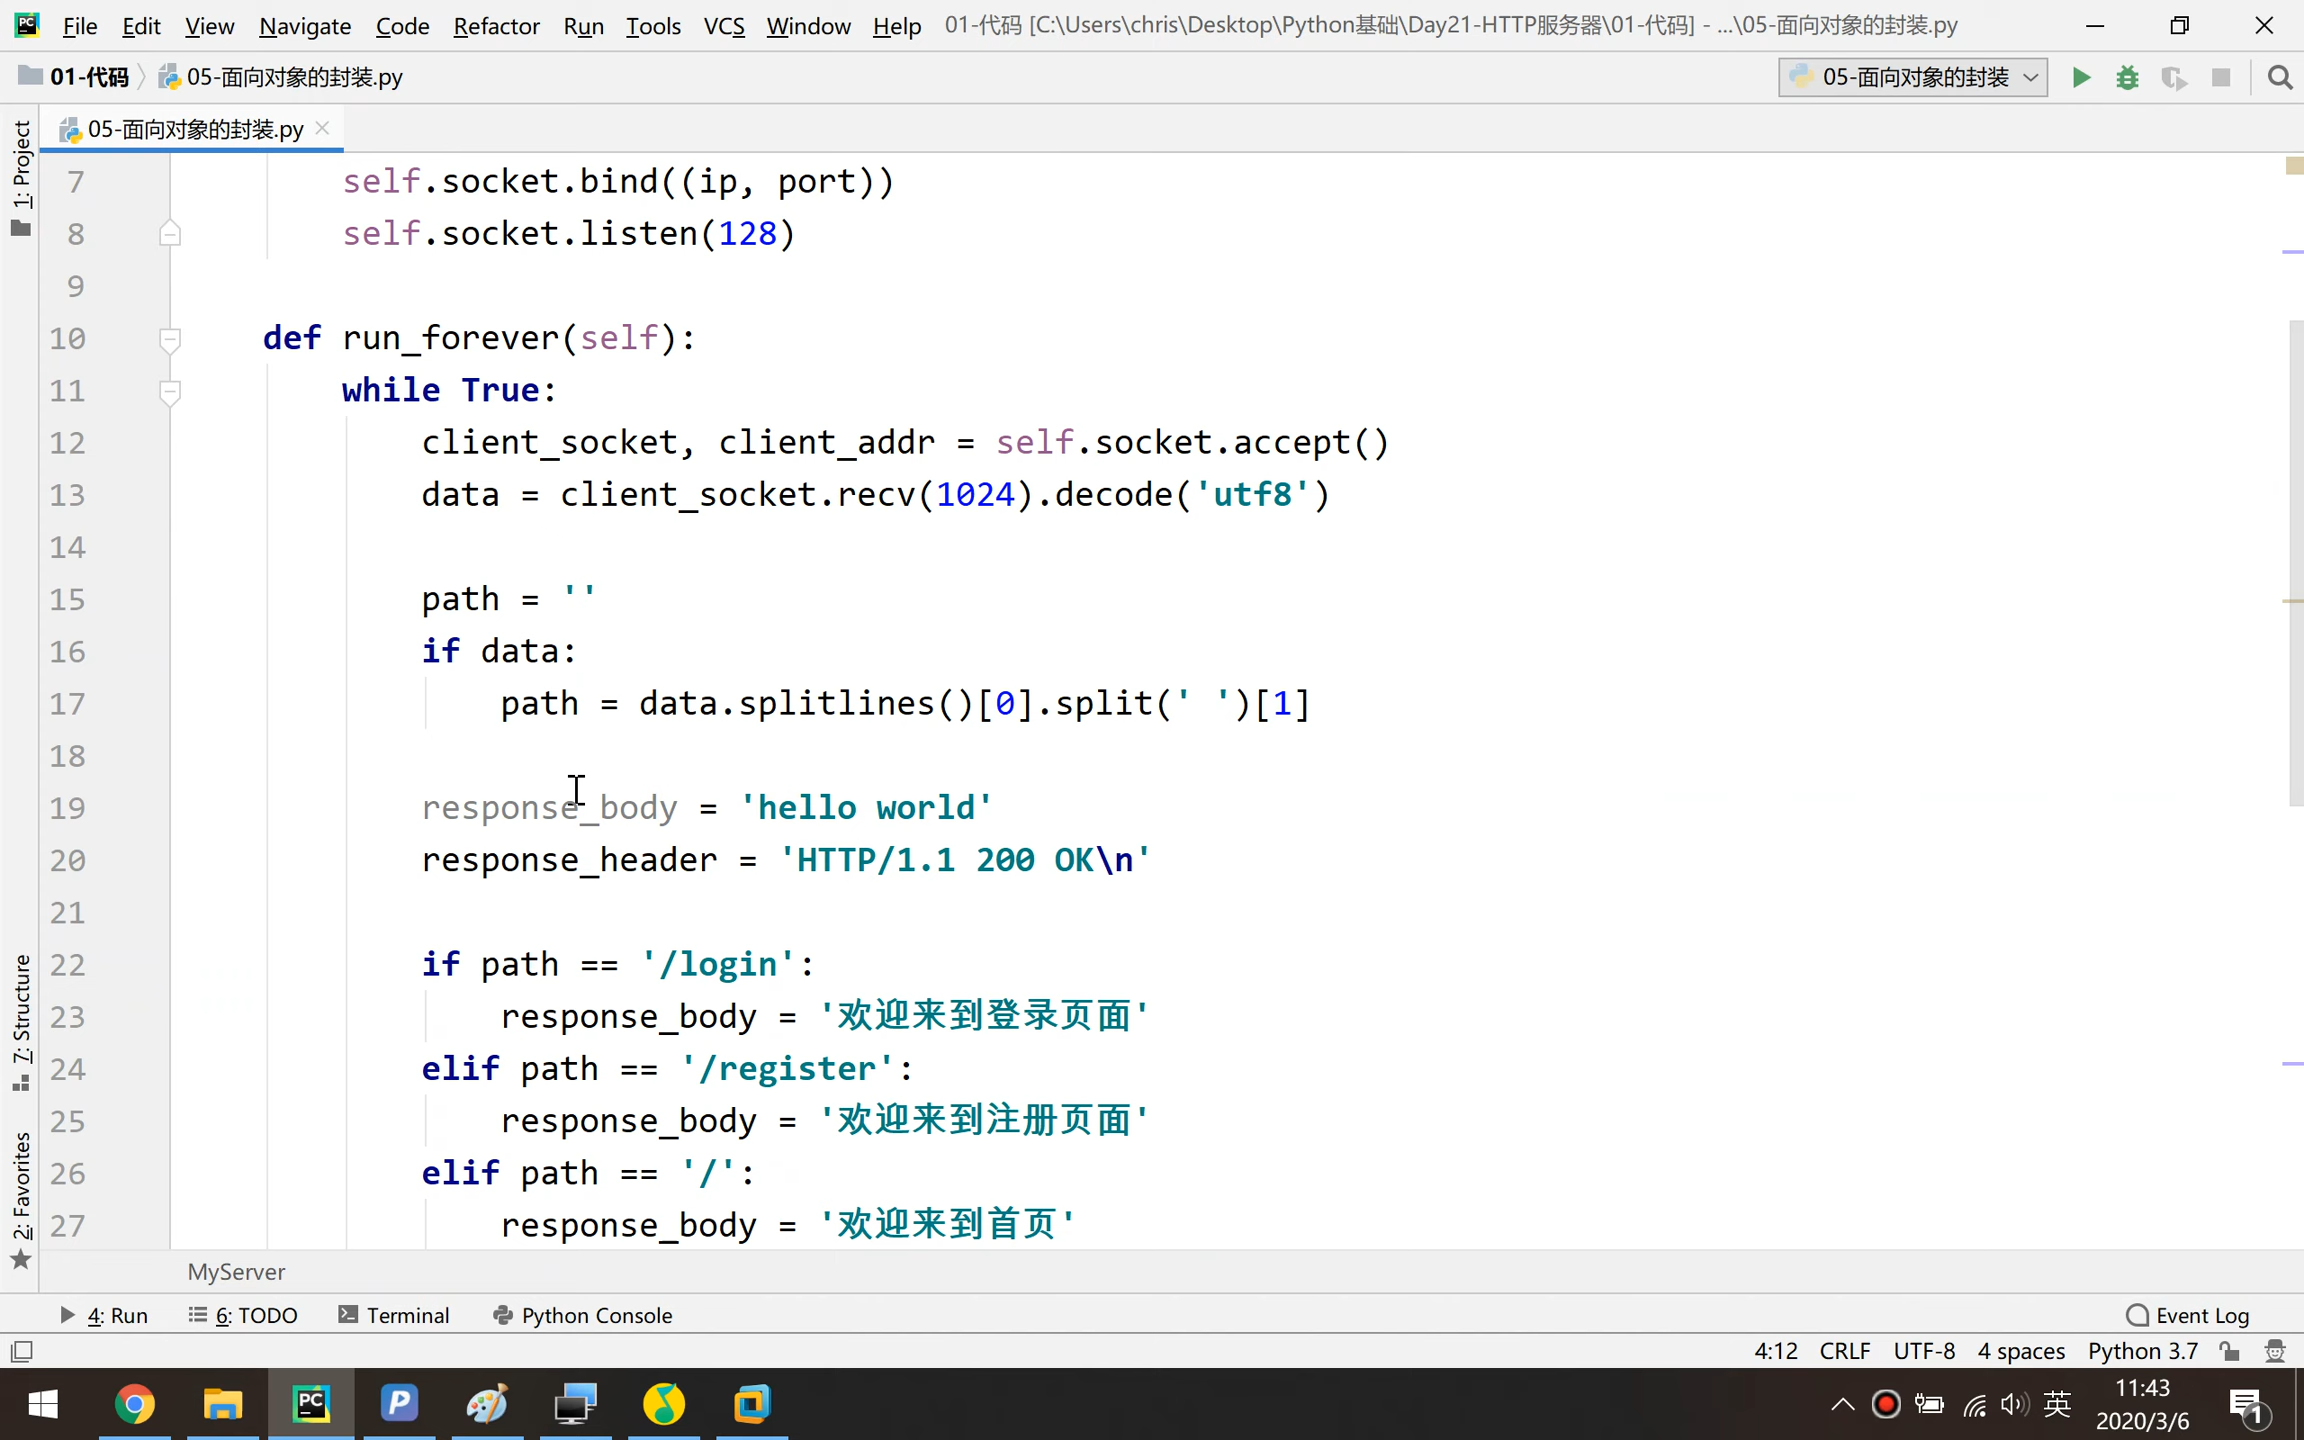 File Edit View Navigate Code Refactor Run Tools VCS Window Help 01-代码 [C:\Users\chris\Desktop\Python基础\Day21-HTTP服务器\01-代码] - ...\05-面向对象的封装.py
01-代码 05-面向对象的封装.py 05-面向对象的封装
05-面向对象的封装.py
1: Project
7: Structure
2: Favorites
7 self.socket.bind((ip, port))
8 self.socket.listen(128)
9
10 def run_forever(self):
11 while True:
12 client_socket, client_addr = self.socket.accept()
13 data = client_socket.recv(1024).decode('utf8')
14
15 path = ''
16 if data:
17 path = data.splitlines()[0].split(' ')[1]
18
19 response_body = 'hello world'
20 response_header = 'HTTP/1.1 200 OK\n'
21
22 if path == '/login':
23 response_body = '欢迎来到登录页面'
24 elif path == '/register':
25 response_body = '欢迎来到注册页面'
26 elif path == '/':
27 response_body = '欢迎来到首页'
MyServer
4: Run 6: TODO Terminal Python Console Event Log
4:12 CRLF UTF-8 4 spaces Python 3.7
PC P 英 11:43 1
2020/3/6